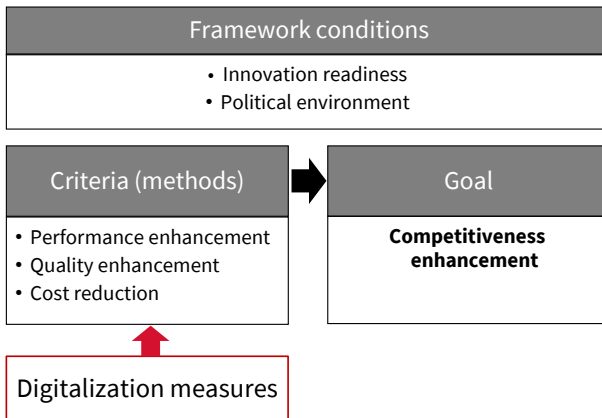 Framework conditions
• Innovation readiness
• Political environment
Criteria (methods)
• Performance enhancement
• Quality enhancement
• Cost reduction
Goal
Competitiveness
enhancement
Digitalization measures